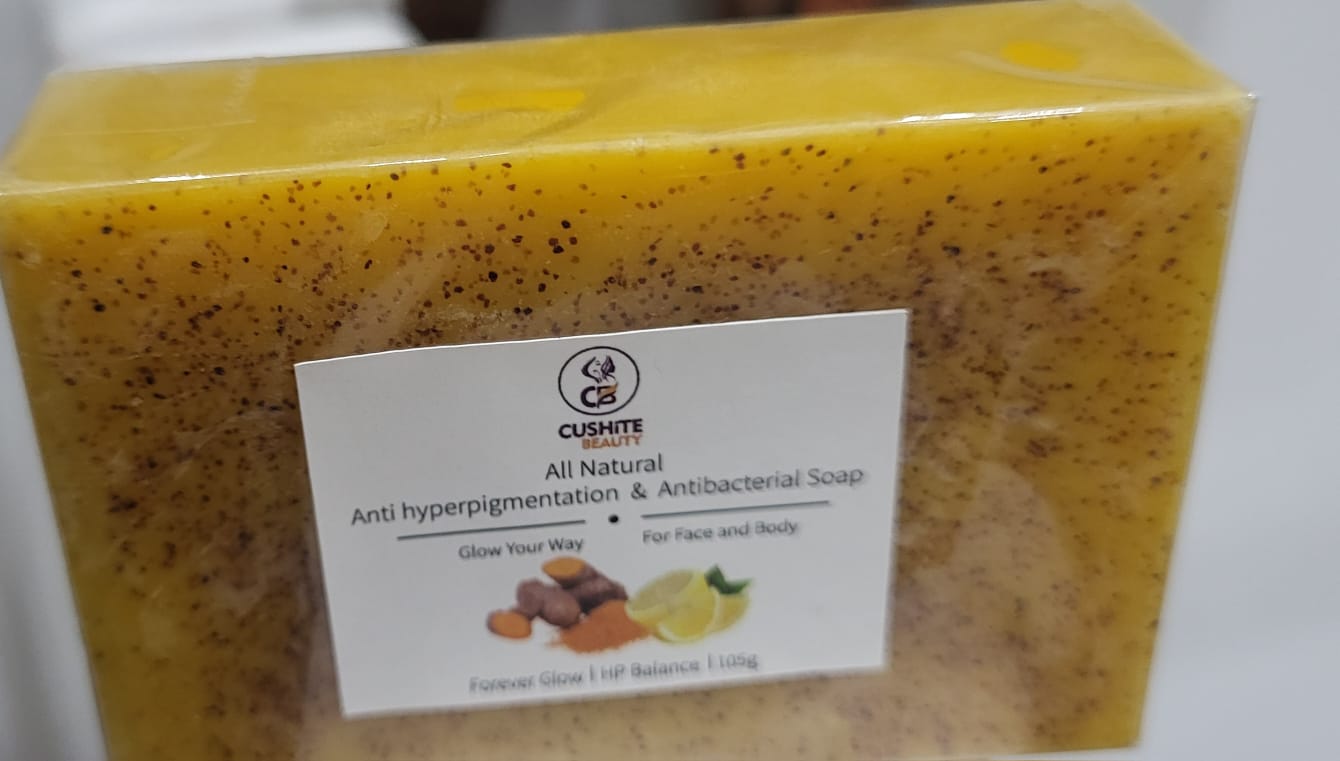 CB
CUSHITE
BEAUTY
All Natural
Anti hyperpigmentation & Antibacterial Soap
Glow Your Way • For Face and Body
Forever Glow | HP Balance | 105g